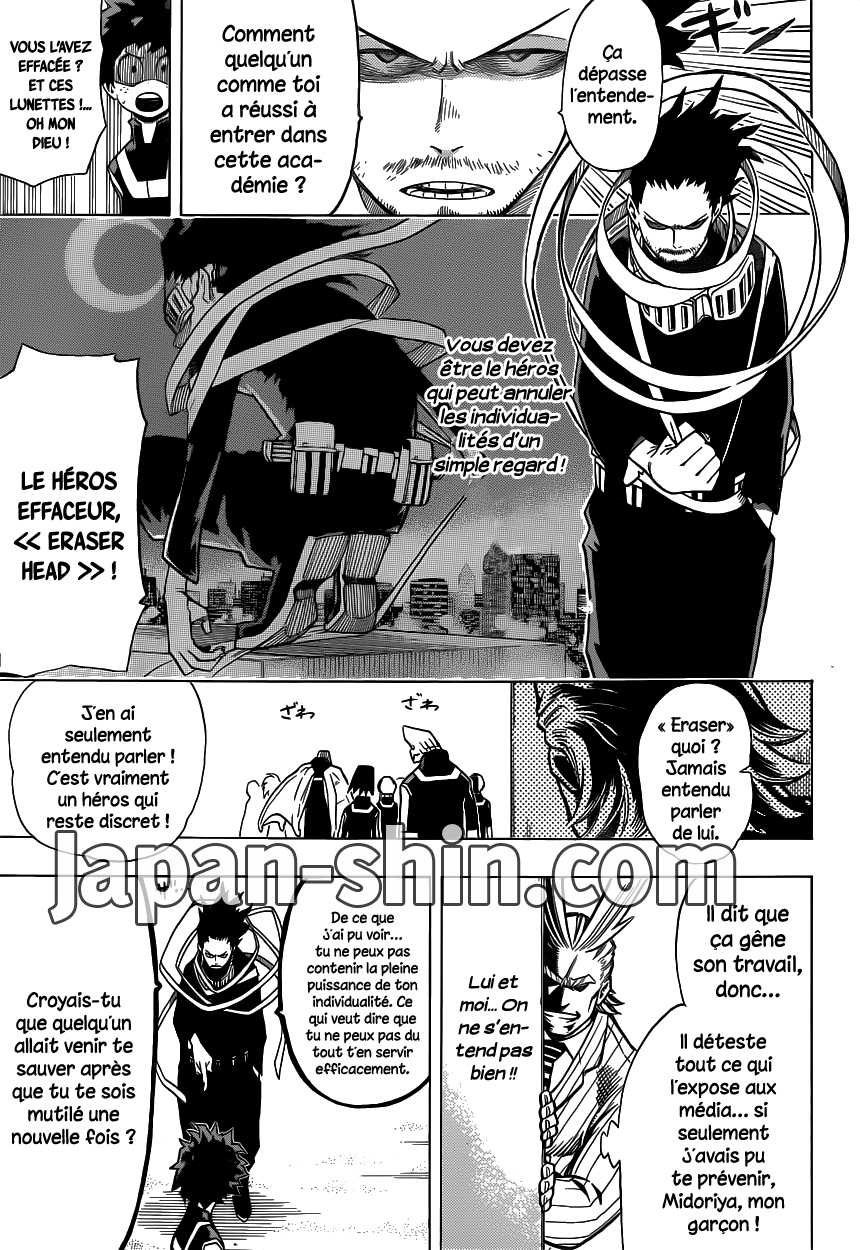 Ça
dépasse
l'entende-
ment.
Comment
quelqu'un
comme toi
a réussi à
entrer dans
cette aca-
démie ?
VOUS L'AVEZ
EFFACÉE ?
ET CES
LUNETTES !...
OH MON
DIEU !
Vous devez
être le héros
qui peut annuler
les individua-
lités d'un
simple regard !
LE HÉROS
EFFACEUR,
<< ERASER
HEAD >> !
« Eraser»
quoi ?
Jamais
entendu
parler
de lui.
ざわ
ざわ
J'en ai
seulement
entendu parler !
C'est vraiment
un héros qui
reste discret !
Japan-shin.com
Il dit que
ça gêne
son travail,
donc...
Il déteste
tout ce qui
l'expose aux
média... si
seulement
j'avais pu
te prévenir,
Midoriya, mon
garçon !
Lui et
moi... On
ne s'en-
tend pas
bien !!
De ce que
j'ai pu voir...
tu ne peux pas
contenir la pleine
puissance de ton
individualité. Ce
qui veut dire que
tu ne peux pas du
tout t'en servir
efficacement.
Croyais-tu
que quelqu'un
allait venir te
sauver après
que tu te sois
mutilé une
nouvelle fois ?